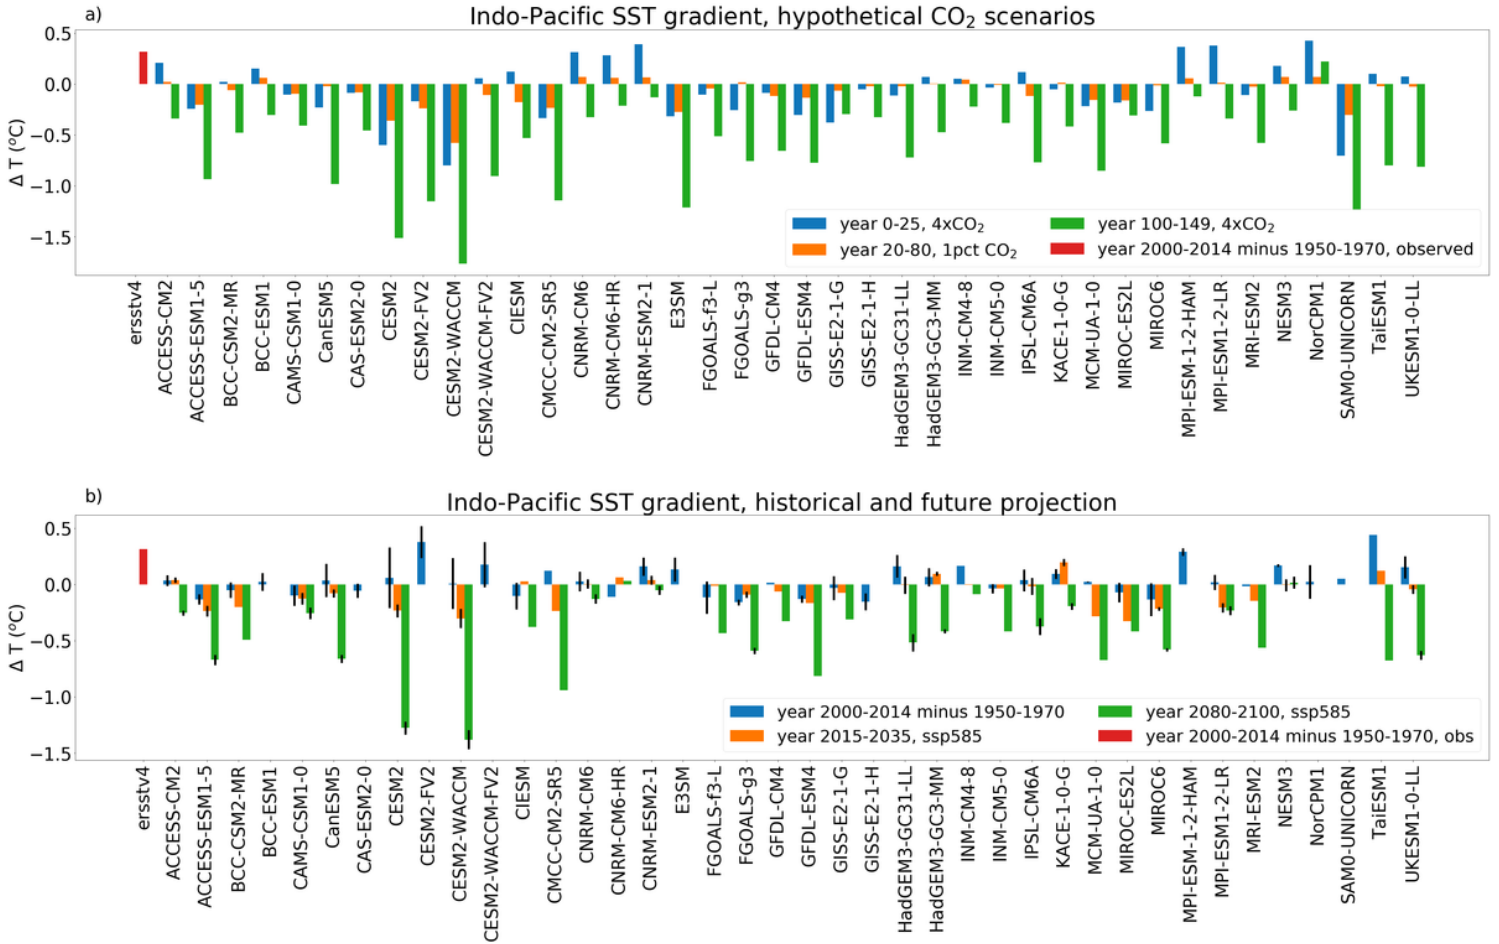 a)
Indo-Pacific SST gradient, hypothetical CO₂ scenarios
0.5
0.0
−0.5
−1.0
−1.5
Δ T (°C)
year 0-25, 4xCO₂
year 20-80, 1pct CO₂
year 100-149, 4xCO₂
year 2000-2014 minus 1950-1970, observed
ersstv4
ACCESS-CM2
ACCESS-ESM1-5
BCC-CSM2-MR
BCC-ESM1
CAMS-CSM1-0
CanESM5
CAS-ESM2-0
CESM2
CESM2-FV2
CESM2-WACCM
CESM2-WACCM-FV2
CIESM
CMCC-CM2-SR5
CNRM-CM6
CNRM-CM6-HR
CNRM-ESM2-1
E3SM
FGOALS-f3-L
FGOALS-g3
GFDL-CM4
GFDL-ESM4
GISS-E2-1-G
GISS-E2-1-H
HadGEM3-GC31-LL
HadGEM3-GC3-MM
INM-CM4-8
INM-CM5-0
IPSL-CM6A
KACE-1-0-G
MCM-UA-1-0
MIROC-ES2L
MIROC6
MPI-ESM-1-2-HAM
MPI-ESM1-2-LR
MRI-ESM2
NESM3
NorCPM1
SAM0-UNICORN
TaiESM1
UKESM1-0-LL
b)
Indo-Pacific SST gradient, historical and future projection
0.5
0.0
−0.5
−1.0
−1.5
Δ T (°C)
year 2000-2014 minus 1950-1970
year 2015-2035, ssp585
year 2080-2100, ssp585
year 2000-2014 minus 1950-1970, obs
ersstv4
ACCESS-CM2
ACCESS-ESM1-5
BCC-CSM2-MR
BCC-ESM1
CAMS-CSM1-0
CanESM5
CAS-ESM2-0
CESM2
CESM2-FV2
CESM2-WACCM
CESM2-WACCM-FV2
CIESM
CMCC-CM2-SR5
CNRM-CM6
CNRM-CM6-HR
CNRM-ESM2-1
E3SM
FGOALS-f3-L
FGOALS-g3
GFDL-CM4
GFDL-ESM4
GISS-E2-1-G
GISS-E2-1-H
HadGEM3-GC31-LL
HadGEM3-GC3-MM
INM-CM4-8
INM-CM5-0
IPSL-CM6A
KACE-1-0-G
MCM-UA-1-0
MIROC-ES2L
MIROC6
MPI-ESM-1-2-HAM
MPI-ESM1-2-LR
MRI-ESM2
NESM3
NorCPM1
SAM0-UNICORN
TaiESM1
UKESM1-0-LL